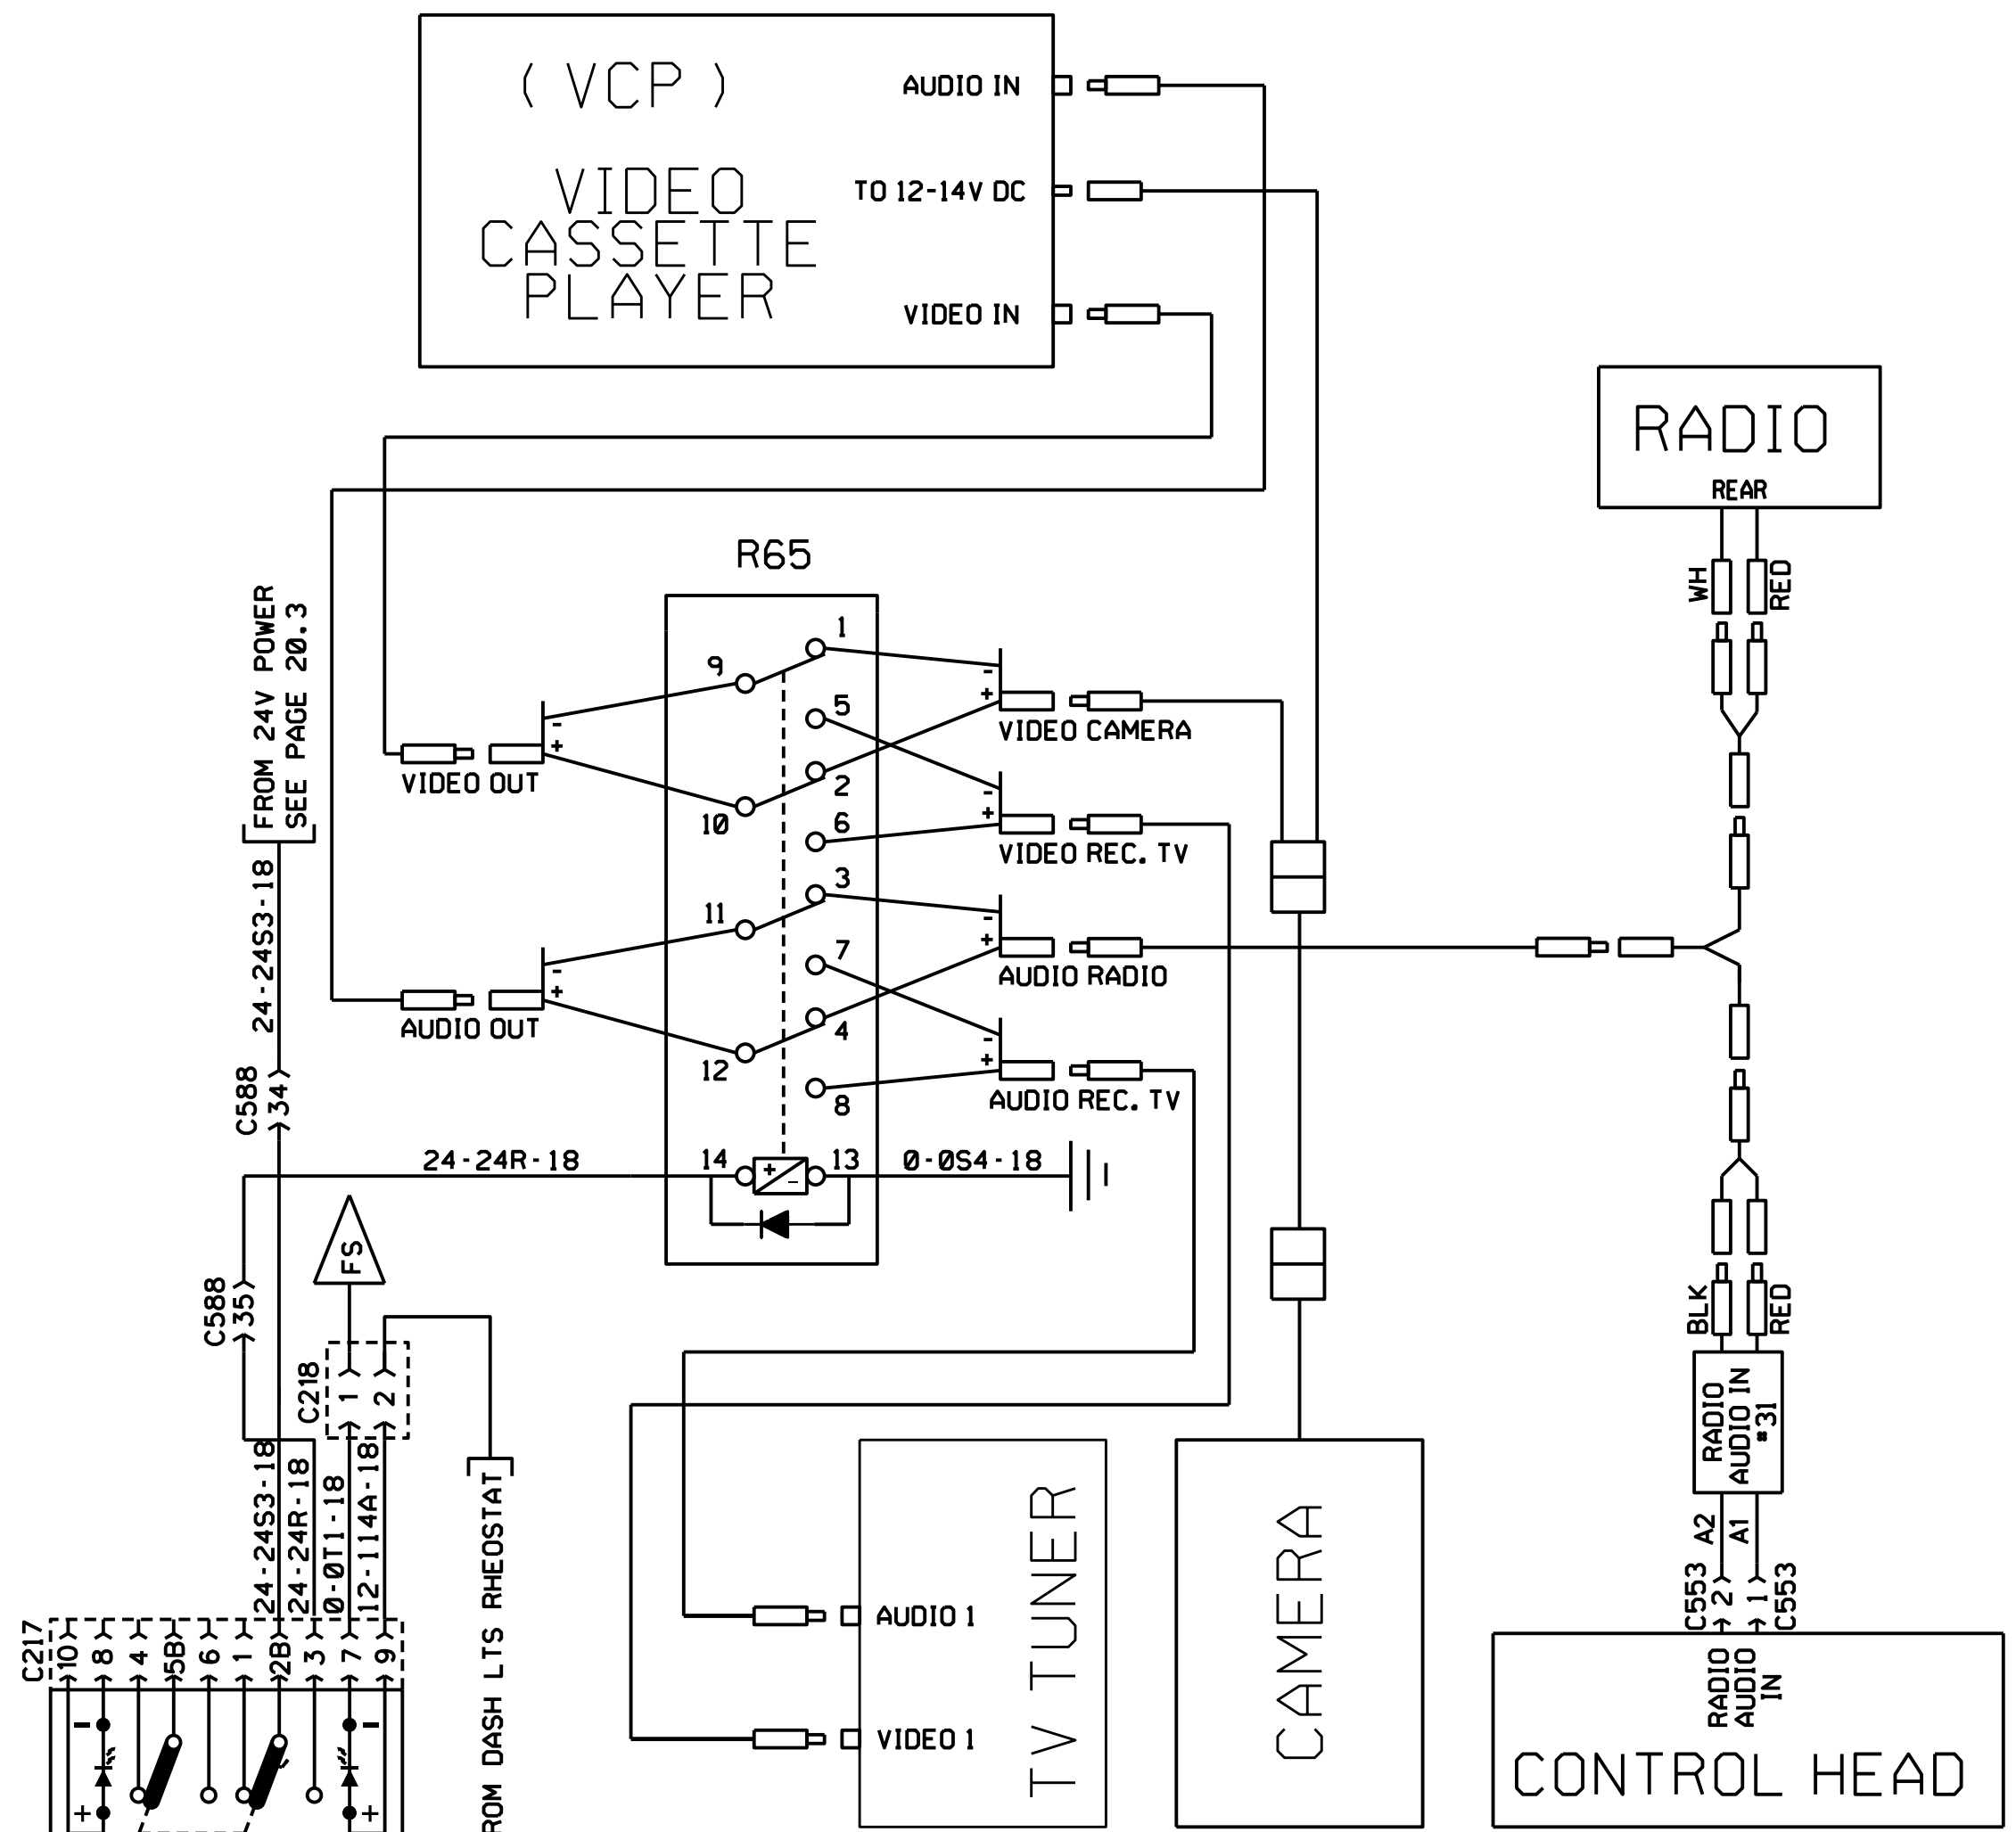 ( VCP )
AUDIO IN
TO 12-14V DC
VIDEO
CASSETTE
PLAYER
VIDEO IN
RADIO
REAR
WH
RED
R65
FROM 24V POWER
SEE PAGE 20.3
1
9
5
-
+
-
+
VIDEO CAMERA
VIDEO OUT
2
10
6
-
+
VIDEO REC. TV
24-24S3-18
3
11
-
+
7
-
+
AUDIO RADIO
AUDIO OUT
4
12
8
-
+
AUDIO REC. TV
C588
34
24-24R-18
14
+
-
13
0-0S4-18
FS
C588
35
BLK
RED
C218
1
2
RADIO
AUDIO IN
#31
24-24S3-18
24-24R-18
0-0T1-18
12-114A-18
ROM DASH LTS RHEOSTAT
A2
A1
C553
2
1
C553
C217
10
8
4
5B
6
1
2B
3
7
9
AUDIO 1
VIDEO 1
TV TUNER
CAMERA
RADIO
AUDIO
IN
CONTROL HEAD
-
-
+
+